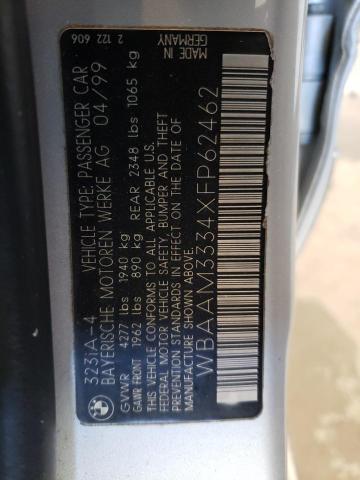 323iA-4
VEHICLE TYPE: PASSENGER CAR 2 122 606
BAYERISCHE MOTOREN WERKE AG 04/99
MADE IN GERMANY
GVWR 4277 lbs 1940 kg
GAWR FRONT 1962 lbs 890 kg REAR 2348 lbs 1065 kg
THIS VEHICLE CONFORMS TO ALL APPLICABLE U.S.
FEDERAL MOTOR VEHICLE SAFETY, BUMPER AND THEFT
PREVENTION STANDARDS IN EFFECT ON THE DATE OF
MANUFACTURE SHOWN ABOVE.
WBAAM3334XFP62462